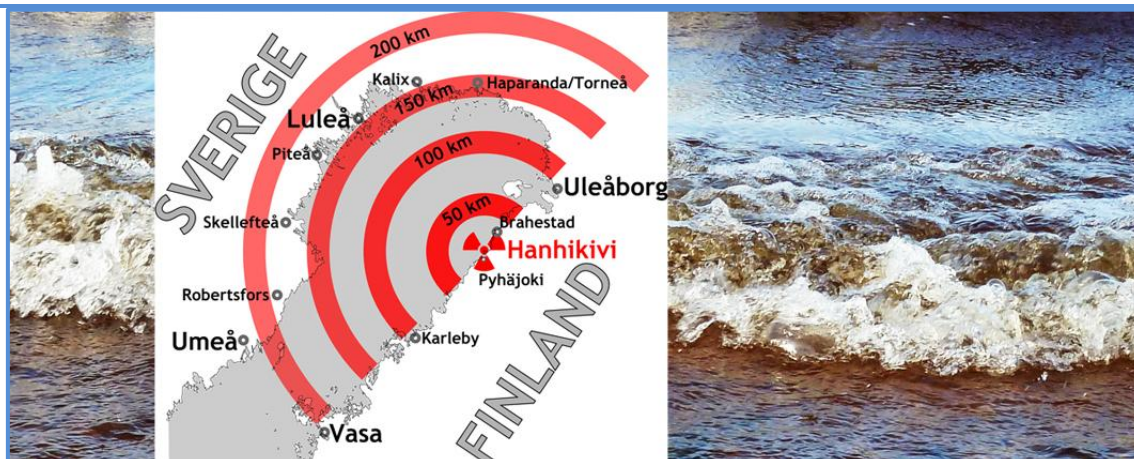 200 km
SVERIGE
Kalix
Haparanda/Torneå
150 km
Luleå
Piteå
100 km
Uleåborg
50 km
Skellefteå
Brahestad
Hanhikivi
Pyhäjoki
Robertsfors
Umeå
Karleby
FINLAND
Vasa